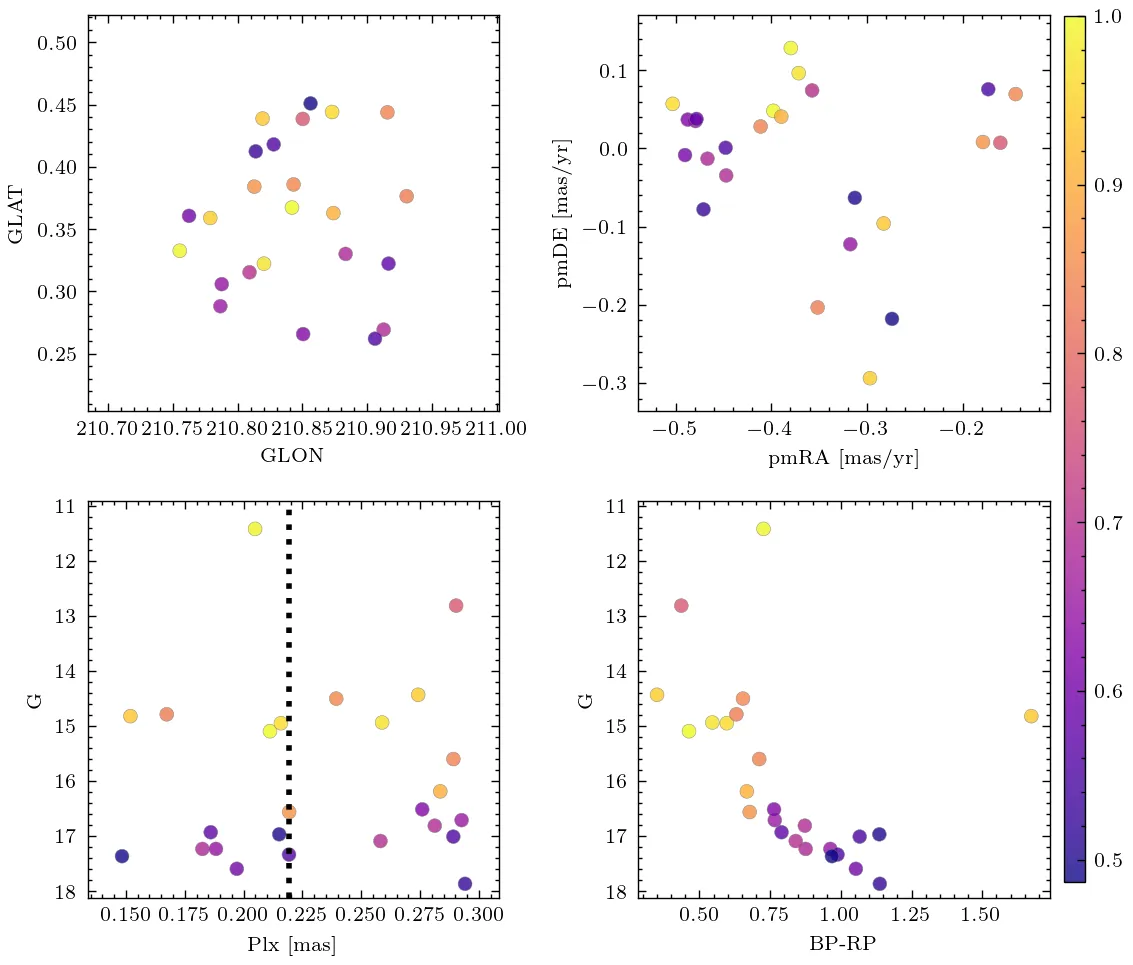 0.50
0.45
0.40
0.35
0.30
0.25
GLAT
210.70 210.75 210.80 210.85 210.90 210.95 211.00
GLON
0.1
0.0
−0.1
−0.2
−0.3
pmDE [mas/yr]
−0.5 −0.4 −0.3 −0.2
pmRA [mas/yr]
1.0
0.9
0.8
0.7
0.6
0.5
11
12
13
14
15
16
17
18
G
0.150 0.175 0.200 0.225 0.250 0.275 0.300
Plx [mas]
11
12
13
14
15
16
17
18
G
0.50 0.75 1.00 1.25 1.50
BP-RP